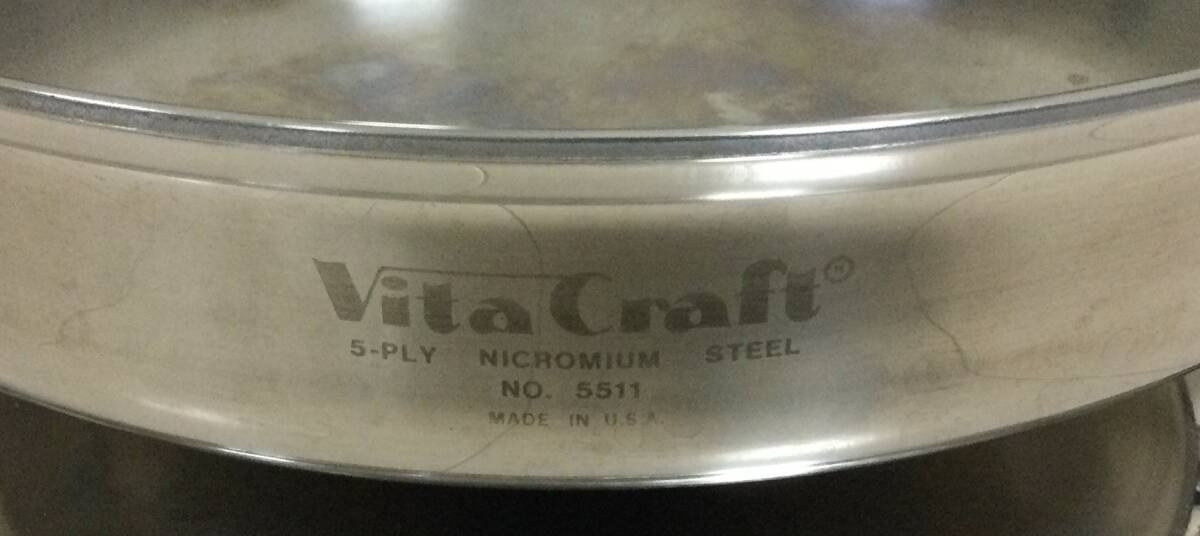 VitaCraft®
5-PLY NICROMIUM STEEL
NO. 5511
MADE IN U.S.A.